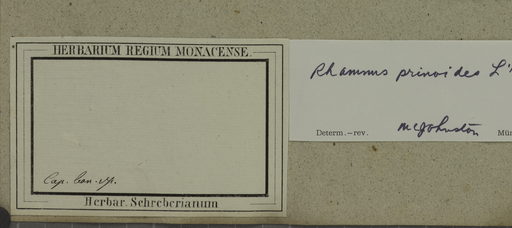 HERBARIUM REGIUM MONACENSE.
Cap. bon. sp.
Herbar. Schreberianum
Rhamnus prinoides L'
Determ.-rev. McJohnston Mün